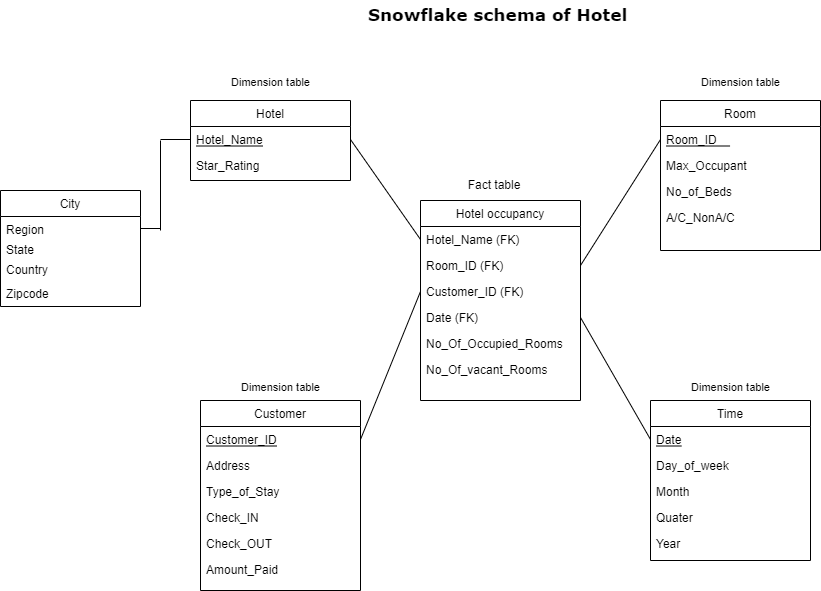 Snowflake schema of Hotel
Dimension table
Hotel
Hotel_Name
Star_Rating
Dimension table
Room
Room_ID
Max_Occupant
No_of_Beds
A/C_NonA/C
City
Region
State
Country
Zipcode
Fact table
Hotel occupancy
Hotel_Name (FK)
Room_ID (FK)
Customer_ID (FK)
Date (FK)
No_Of_Occupied_Rooms
No_Of_vacant_Rooms
Dimension table
Customer
Customer_ID
Address
Type_of_Stay
Check_IN
Check_OUT
Amount_Paid
Dimension table
Time
Date
Day_of_week
Month
Quater
Year